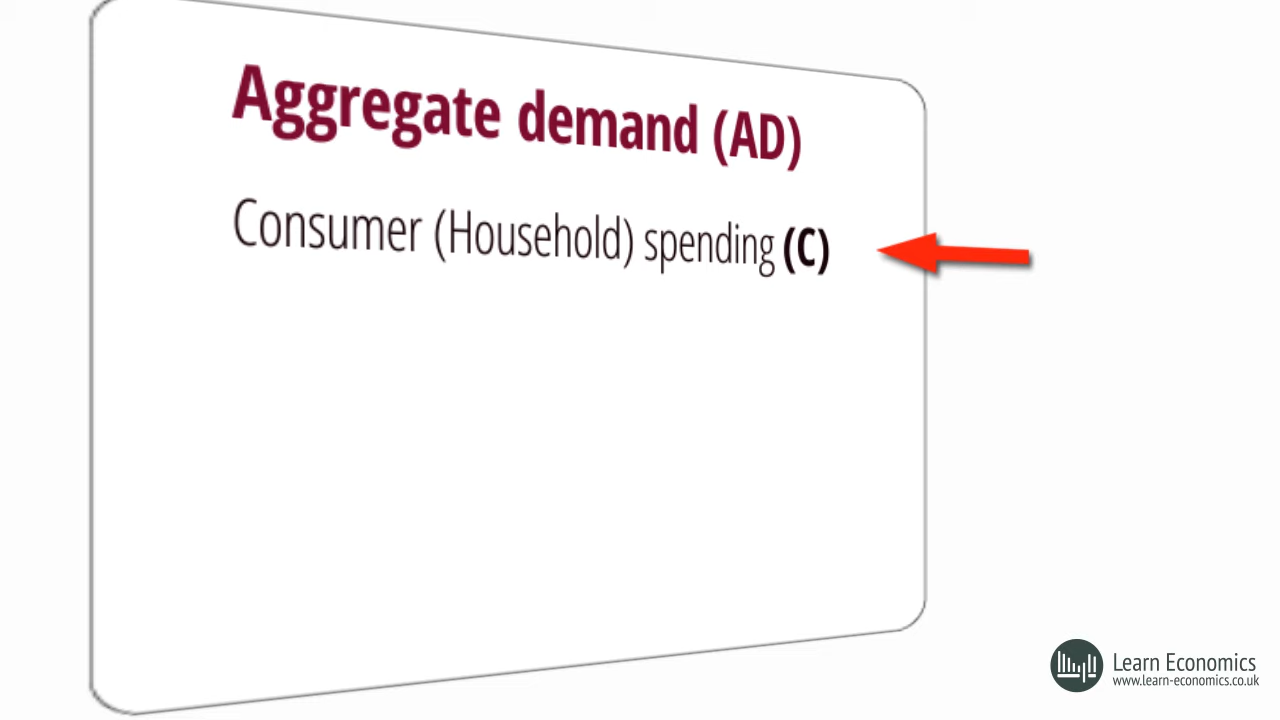 Aggregate demand (AD)
Consumer (Household) spending (C)
Learn Economics
www.learn-economics.co.uk